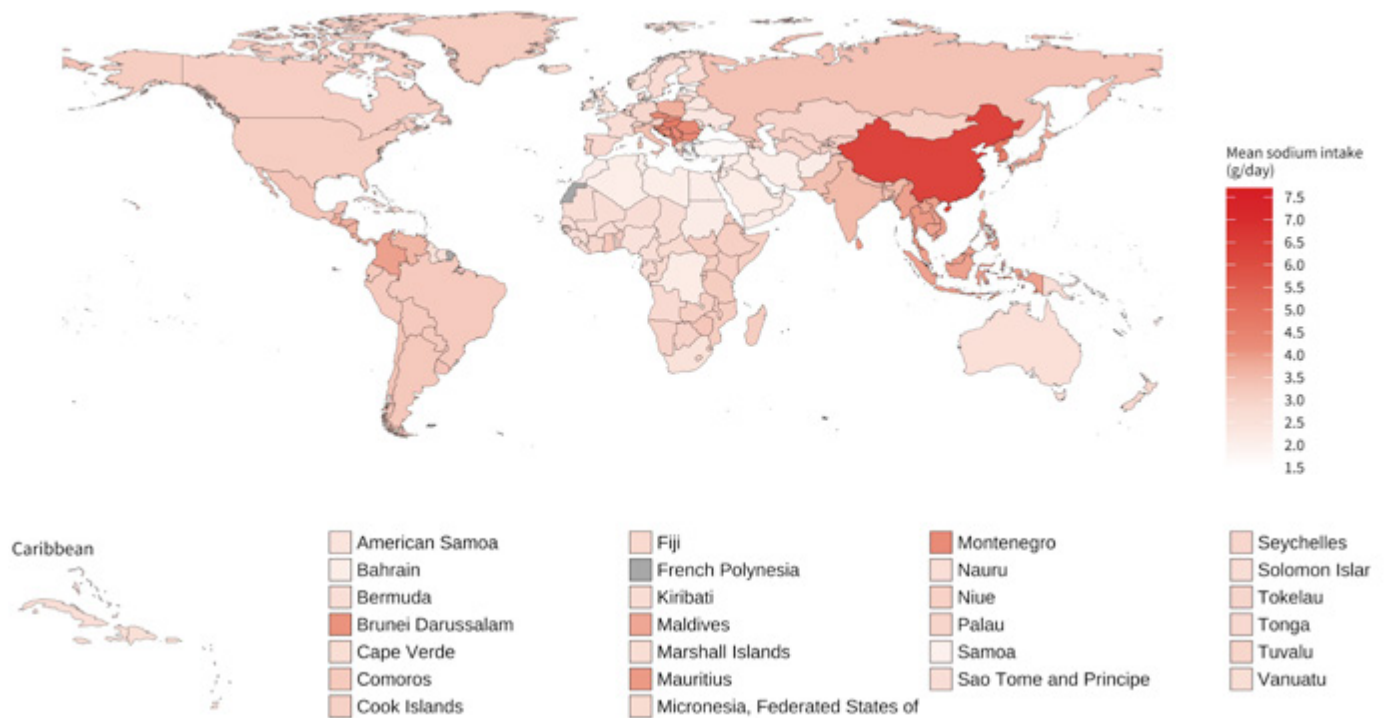 Mean sodium intake
(g/day)
7.5
7.0
6.5
6.0
5.5
5.0
4.5
4.0
3.5
3.0
2.5
2.0
1.5
Caribbean
American Samoa
Bahrain
Bermuda
Brunei Darussalam
Cape Verde
Comoros
Cook Islands
Fiji
French Polynesia
Kiribati
Maldives
Marshall Islands
Mauritius
Micronesia, Federated States of
Montenegro
Nauru
Niue
Palau
Samoa
Sao Tome and Principe
Seychelles
Solomon Islar
Tokelau
Tonga
Tuvalu
Vanuatu